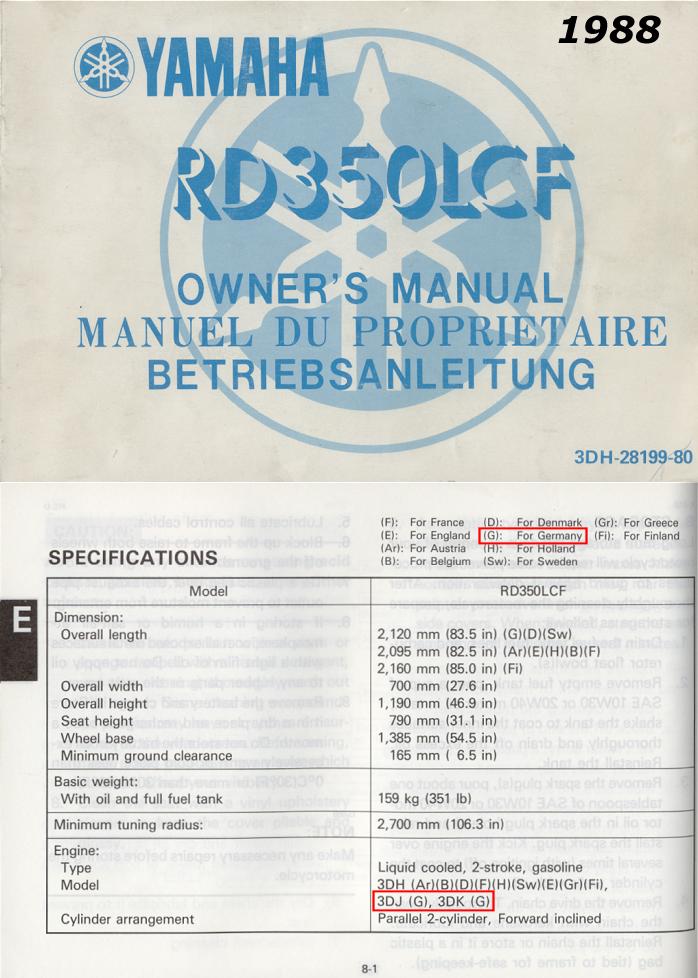 1988
YAMAHA
RD350LCF
OWNER'S MANUAL
MANUEL DU PROPRIETAIRE
BETRIEBSANLEITUNG
3DH-28199-80
(F): For France (D): For Denmark (Gr): For Greece
(E): For England (G): For Germany (Fi): For Finland
(Ar): For Austria (H): For Holland
(B): For Belgium (Sw): For Sweden
SPECIFICATIONS
Model RD350LCF
E
Dimension:
Overall length 2,120 mm (83.5 in) (G)(D)(Sw)
2,095 mm (82.5 in) (Ar)(E)(H)(B)(F)
2,160 mm (85.0 in) (Fi)
Overall width 700 mm (27.6 in)
Overall height 1,190 mm (46.9 in)
Seat height 790 mm (31.1 in)
Wheel base 1,385 mm (54.5 in)
Minimum ground clearance 165 mm ( 6.5 in)
Basic weight:
With oil and full fuel tank 159 kg (351 lb)
Minimum tuning radius: 2,700 mm (106.3 in)
Engine:
Type Liquid cooled, 2-stroke, gasoline
Model 3DH (Ar)(B)(D)(F)(H)(Sw)(E)(Gr)(Fi),
3DJ (G), 3DK (G)
Cylinder arrangement Parallel 2-cylinder, Forward inclined
8-1